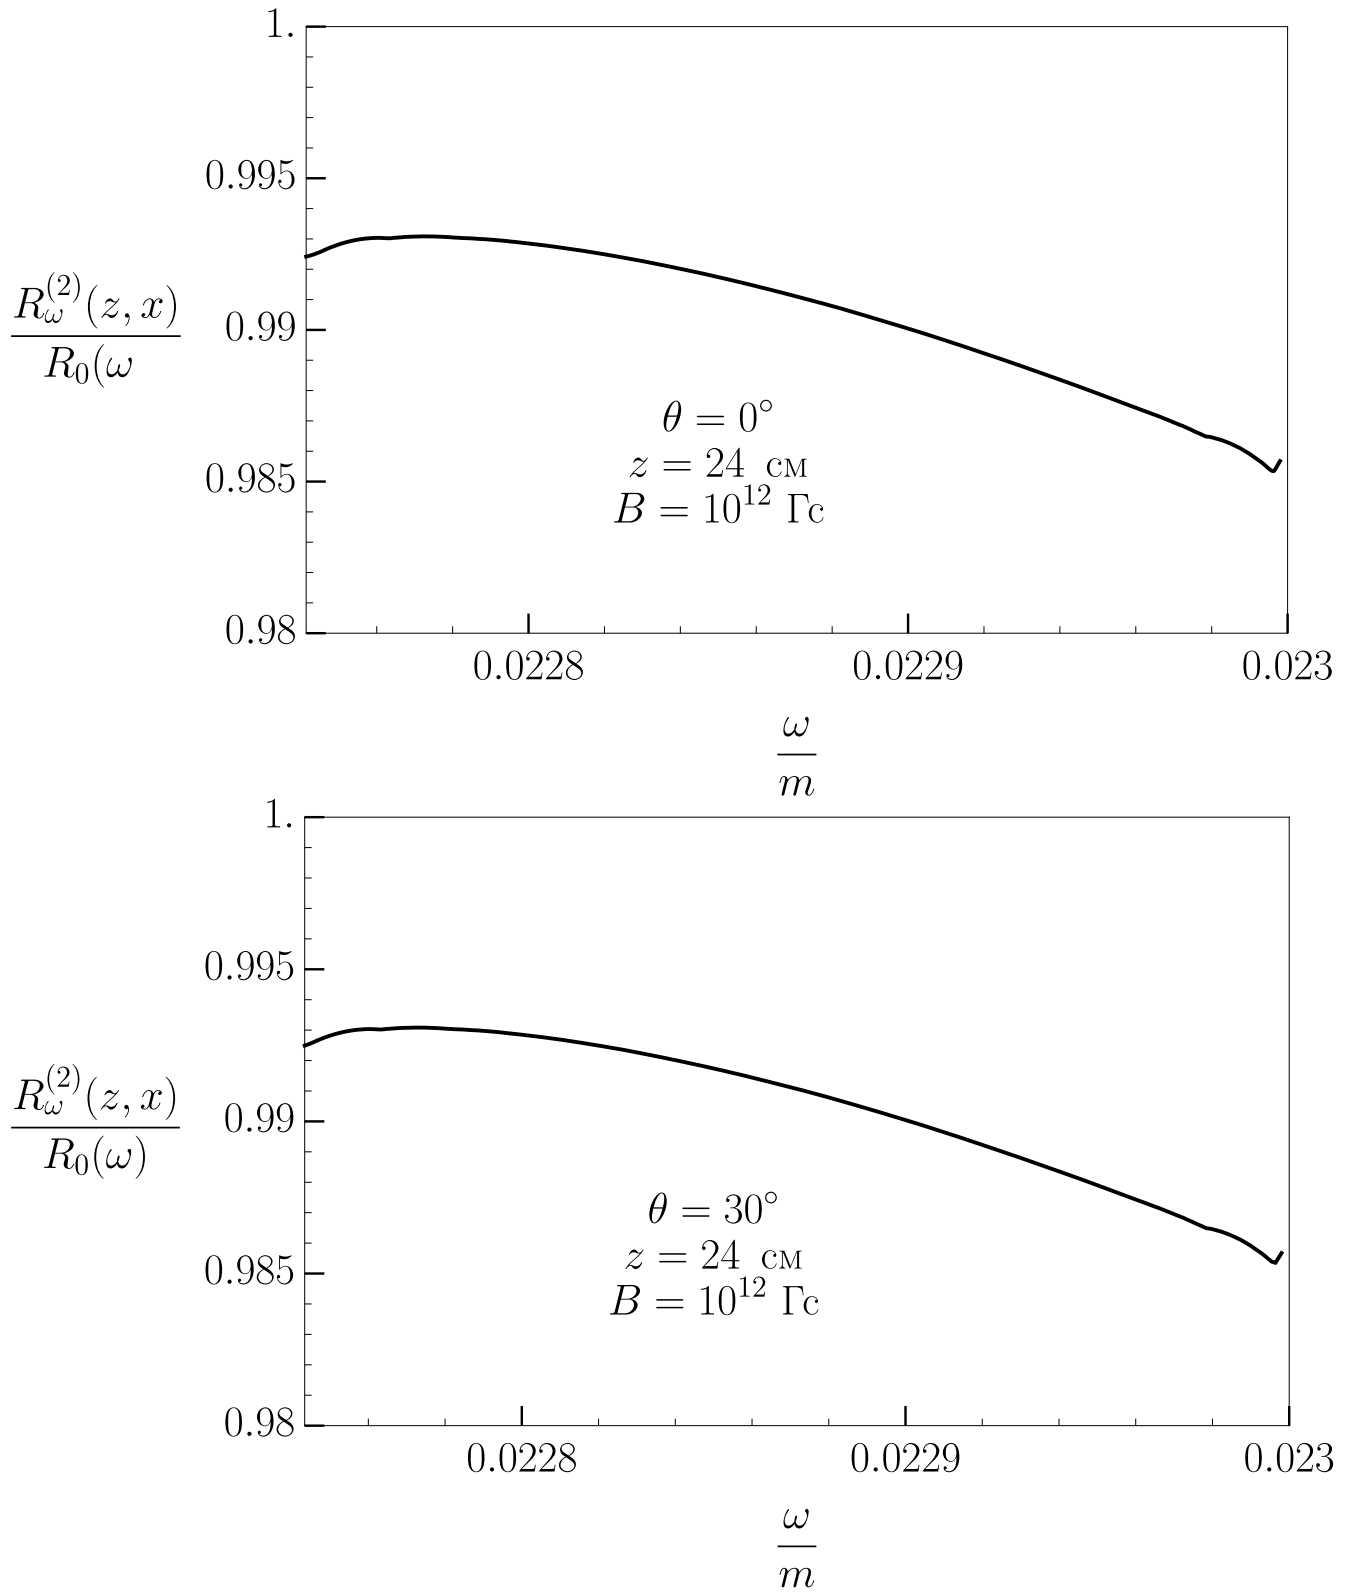 1.
0.995
R_ω^(2)(z, x)
0.99
R_0(ω
θ = 0°
z = 24 см
0.985
B = 10^12 Гс
0.98
0.0228 0.0229 0.023
ω
m
1.
0.995
R_ω^(2)(z, x)
0.99
R_0(ω)
θ = 30°
z = 24 см
0.985
B = 10^12 Гс
0.98
0.0228 0.0229 0.023
ω
m